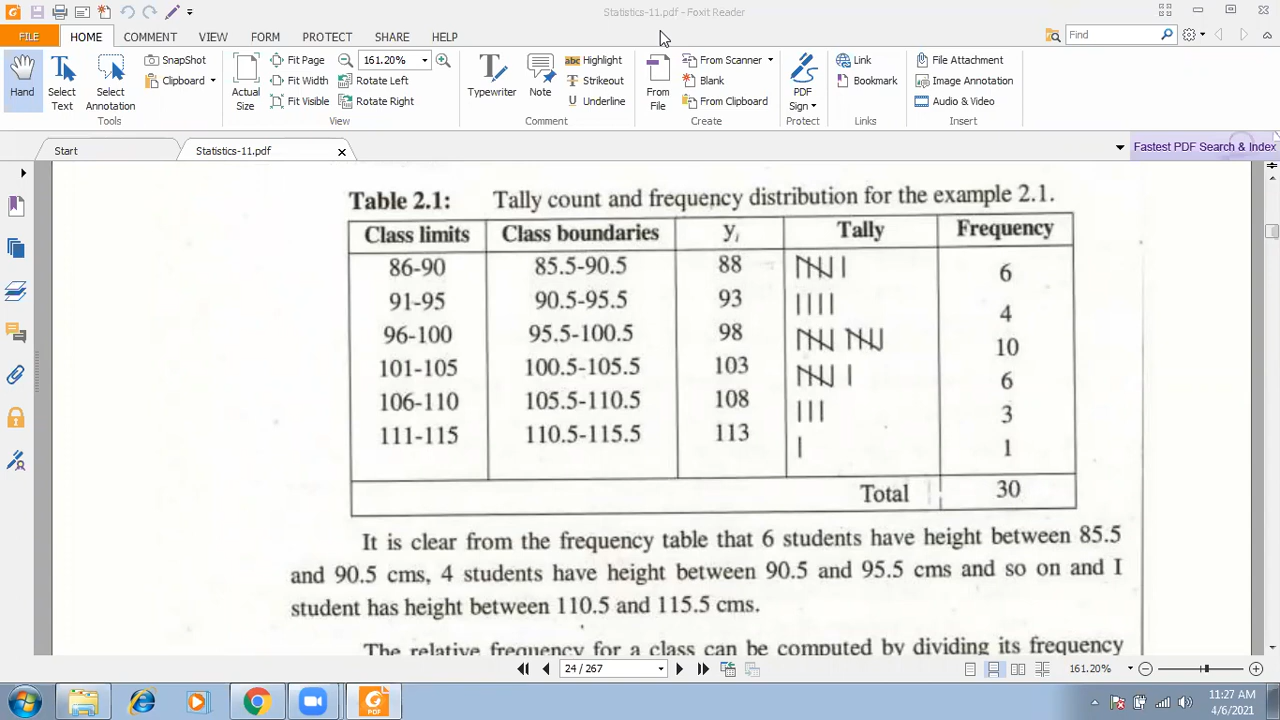 Statistics-11.pdf - Foxit Reader
FILE HOME COMMENT VIEW FORM PROTECT SHARE HELP
Find
Hand
Select Text
Select Annotation
SnapShot
Clipboard
Tools
Actual Size
Fit Page
Fit Width
Fit Visible
161.20%
Rotate Left
Rotate Right
View
Typewriter
Note
Highlight
Strikeout
Underline
Comment
From File
From Scanner
Blank
From Clipboard
Create
PDF Sign
Protect
Link
Bookmark
Links
File Attachment
Image Annotation
Audio & Video
Insert
Start
Statistics-11.pdf
Fastest PDF Search & Index
Table 2.1: Tally count and frequency distribution for the example 2.1.
Class limits Class boundaries yi Tally Frequency
86-90 85.5-90.5 88 6
91-95 90.5-95.5 93 4
96-100 95.5-100.5 98 10
101-105 100.5-105.5 103 6
106-110 105.5-110.5 108 3
111-115 110.5-115.5 113 1
Total 30
It is clear from the frequency table that 6 students have height between 85.5
and 90.5 cms, 4 students have height between 90.5 and 95.5 cms and so on and I
student has height between 110.5 and 115.5 cms.
The relative frequency for a class can be computed by dividing its frequency
24 / 267
161.20%
11:27 AM
4/6/2021